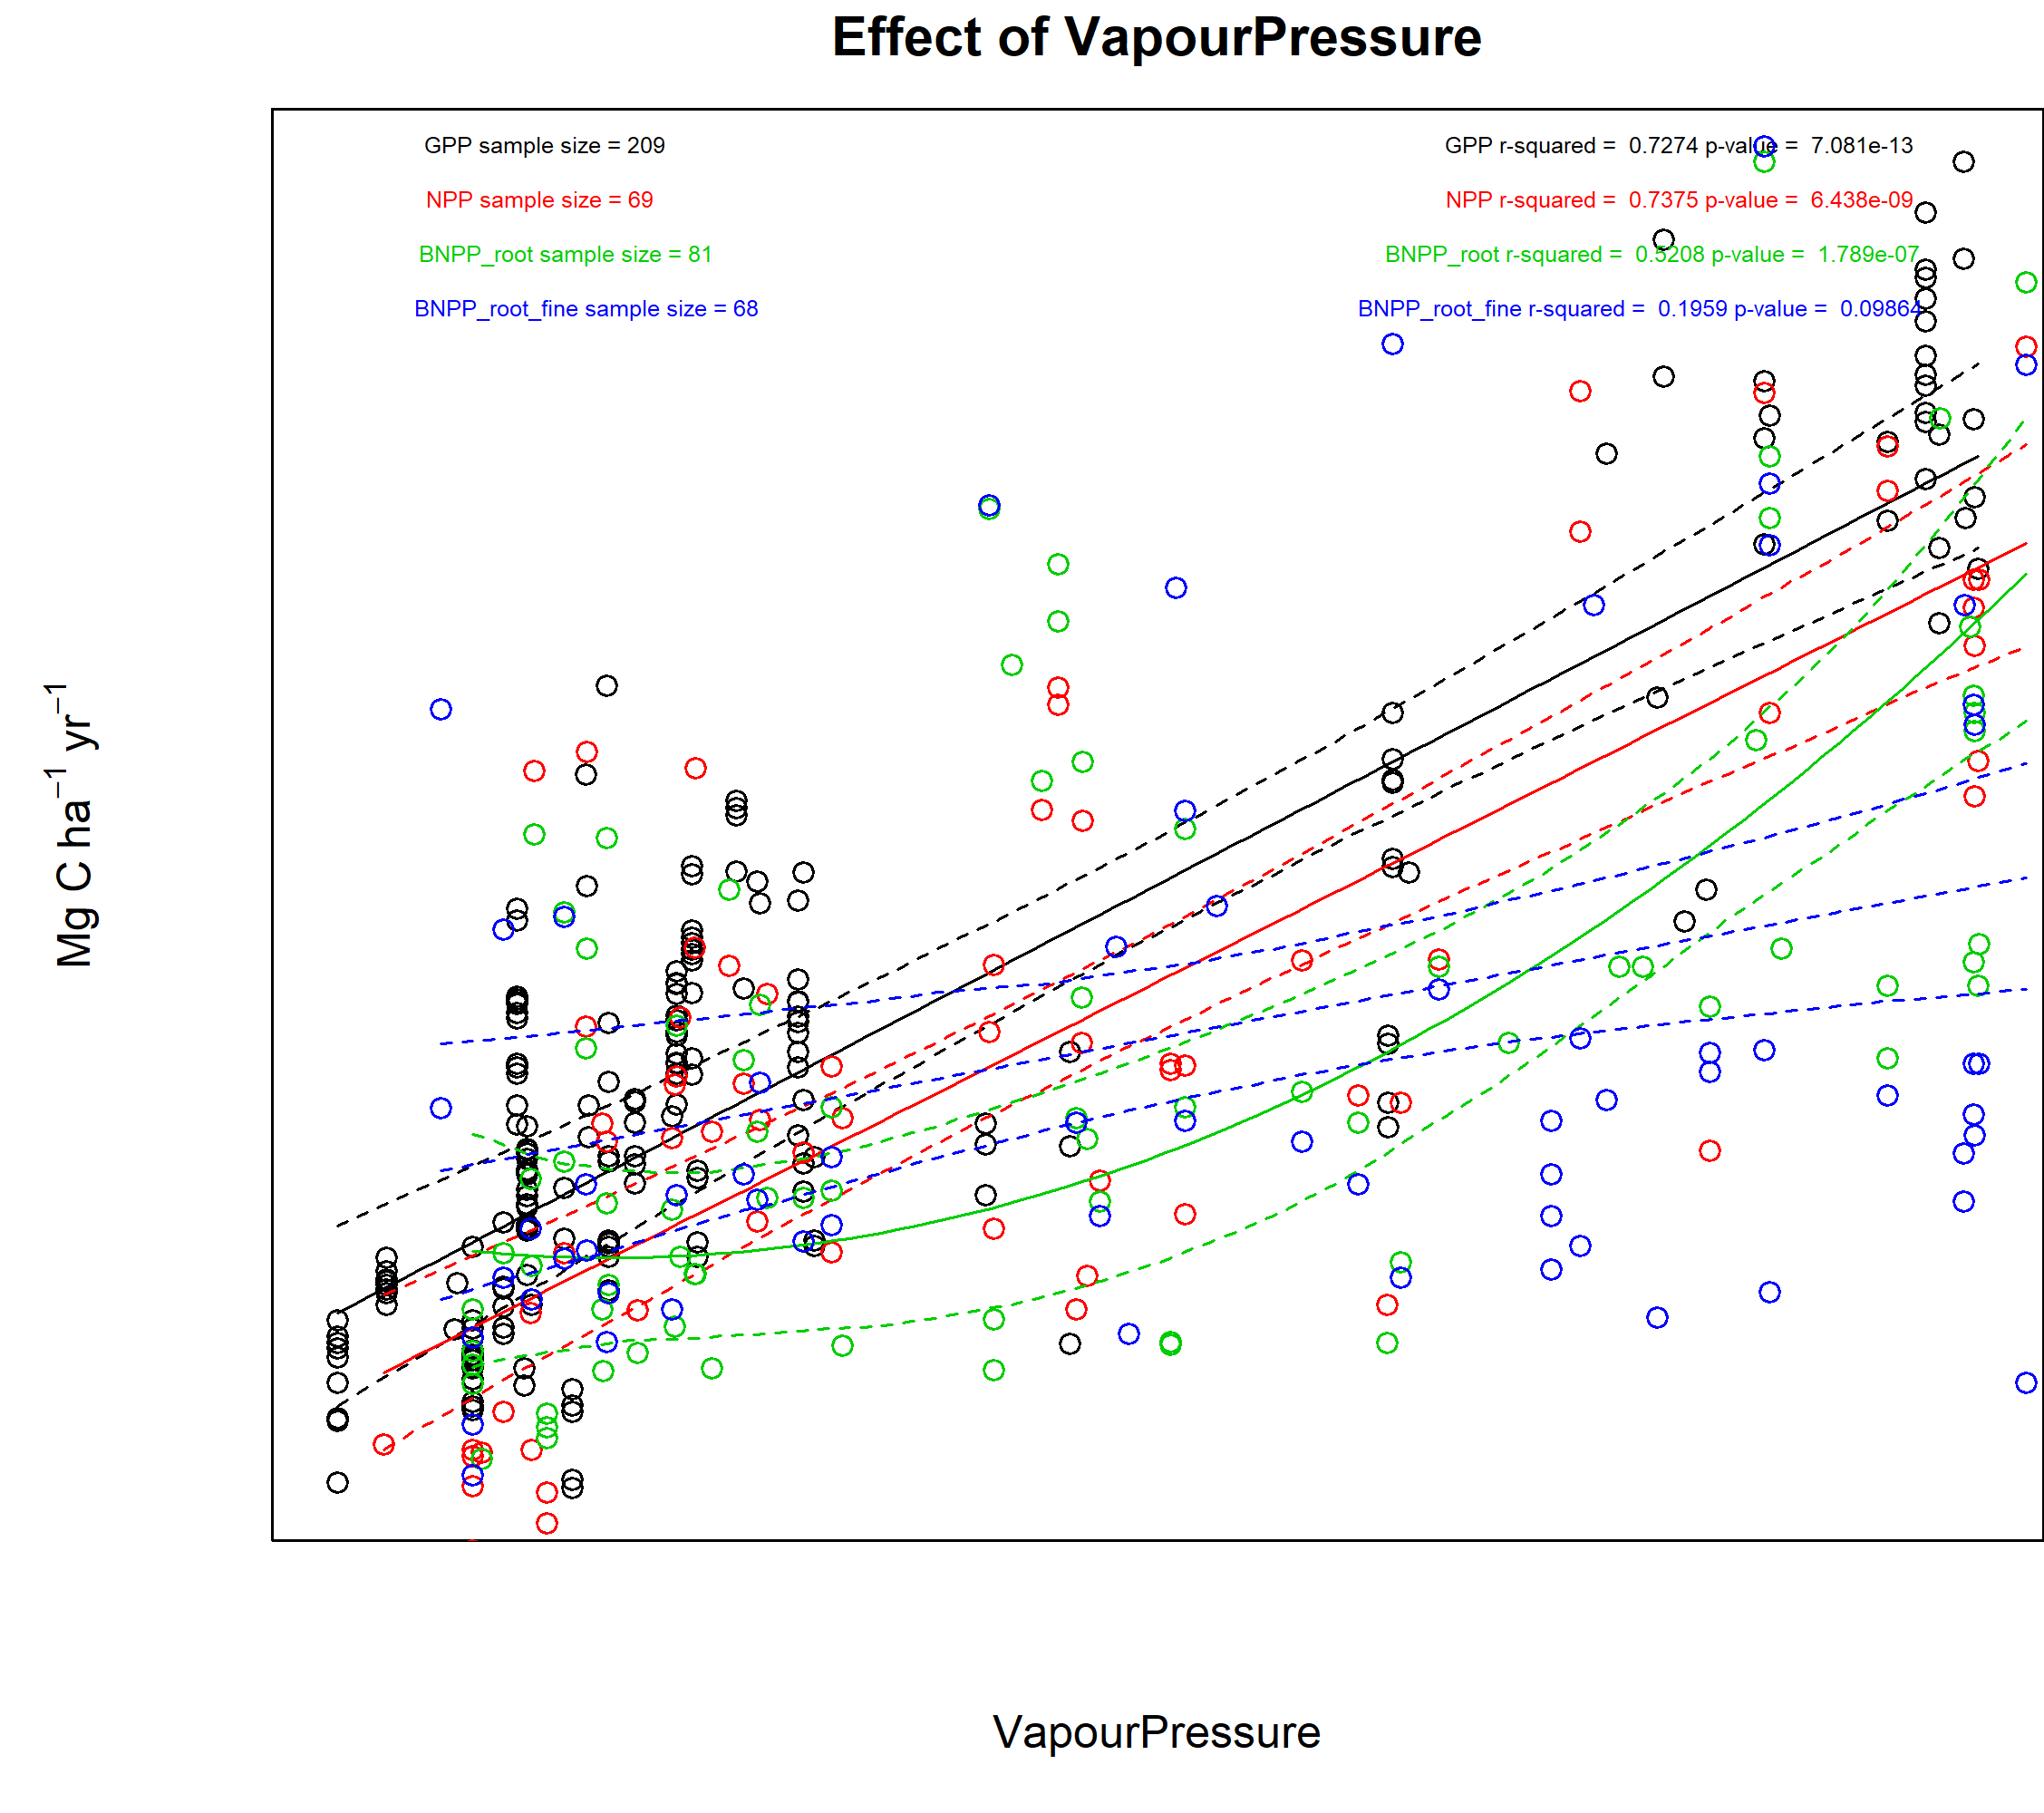 Effect of VapourPressure
GPP sample size = 209
GPP r-squared = 0.7274 p-value = 7.081e-13
NPP sample size = 69
NPP r-squared = 0.7375 p-value = 6.438e-09
BNPP_root sample size = 81
BNPP_root r-squared = 0.5208 p-value = 1.789e-07
BNPP_root_fine sample size = 68
BNPP_root_fine r-squared = 0.1959 p-value = 0.09864
Mg C ha⁻¹ yr⁻¹
VapourPressure